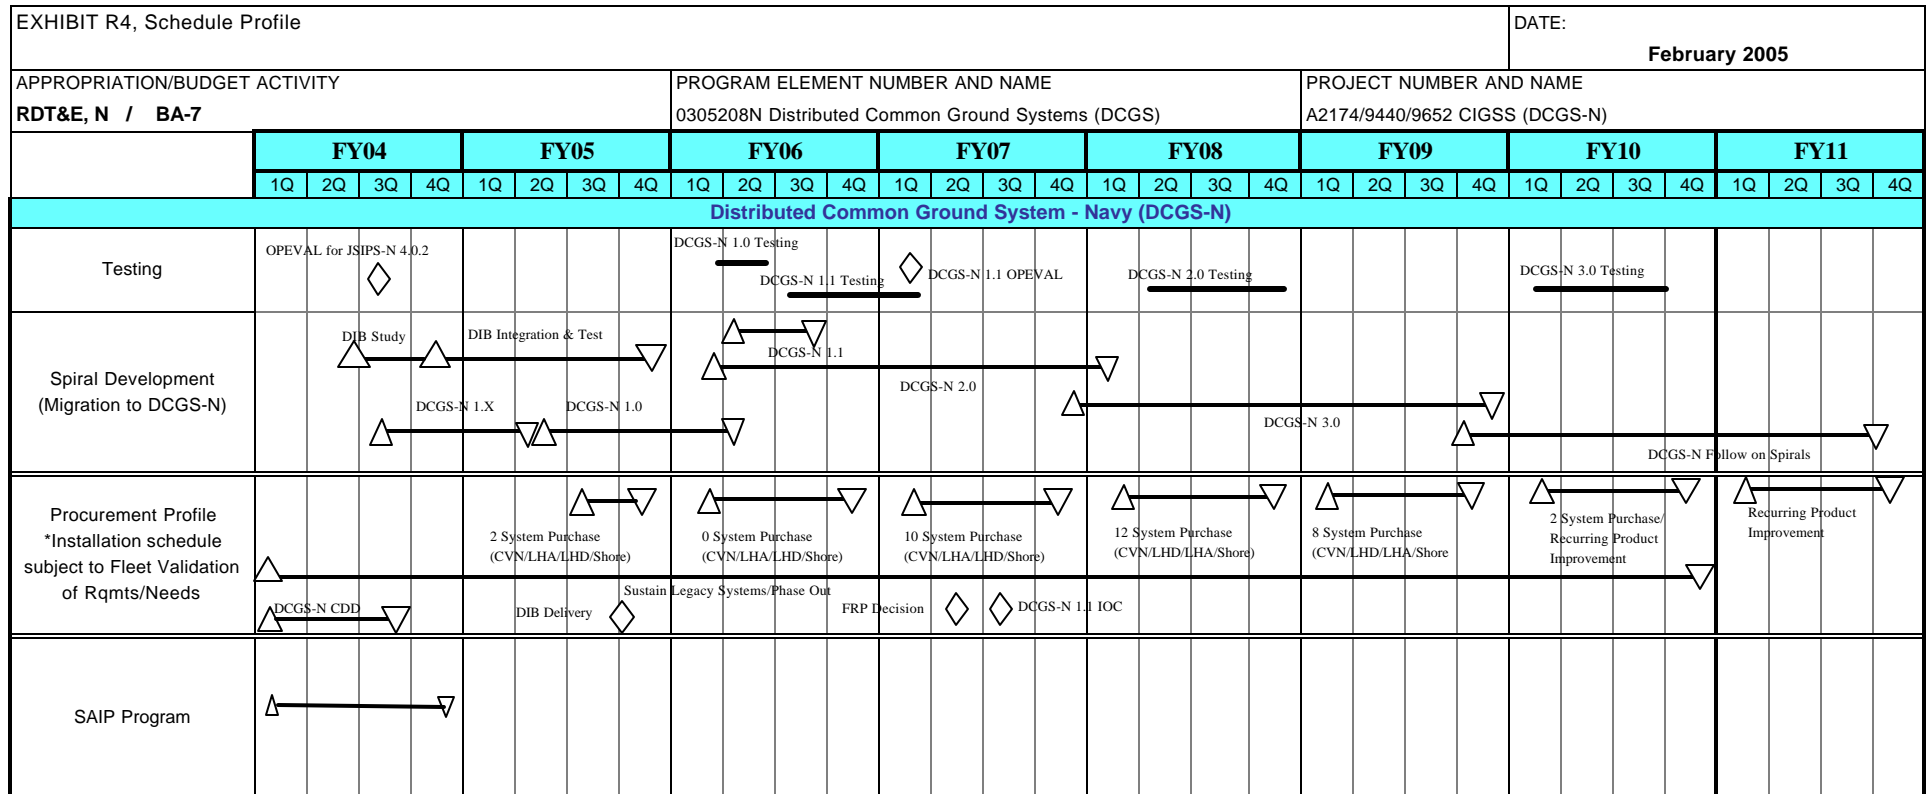 EXHIBIT R4, Schedule Profile
DATE:
February 2005
APPROPRIATION/BUDGET ACTIVITY
PROGRAM ELEMENT NUMBER AND NAME
PROJECT NUMBER AND NAME
RDT&E, N / BA-7
0305208N Distributed Common Ground Systems (DCGS)
A2174/9440/9652 CIGSS (DCGS-N)
FY04 FY05 FY06 FY07 FY08 FY09 FY10 FY11
1Q 2Q 3Q 4Q 1Q 2Q 3Q 4Q 1Q 2Q 3Q 4Q 1Q 2Q 3Q 4Q 1Q 2Q 3Q 4Q 1Q 2Q 3Q 4Q 1Q 2Q 3Q 4Q 1Q 2Q 3Q 4Q
Distributed Common Ground System - Navy (DCGS-N)
Testing
OPEVAL for JSIPS-N 4.0.2
DCGS-N 1.0 Testing
DCGS-N 1.1 Testing
DCGS-N 1.1 OPEVAL
DCGS-N 2.0 Testing
DCGS-N 3.0 Testing
Spiral Development
(Migration to DCGS-N)
DIB Study
DIB Integration & Test
DCGS-N 1.1
DCGS-N 2.0
DCGS-N 1.X
DCGS-N 1.0
DCGS-N 3.0
DCGS-N Follow on Spirals
Procurement Profile
*Installation schedule
subject to Fleet Validation
of Rqmts/Needs
2 System Purchase
(CVN/LHA/LHD/Shore)
0 System Purchase
(CVN/LHA/LHD/Shore)
10 System Purchase
(CVN/LHA/LHD/Shore)
12 System Purchase
(CVN/LHD/LHA/Shore)
8 System Purchase
(CVN/LHD/LHA/Shore
2 System Purchase/
Recurring Product
Improvement
Recurring Product
Improvement
Sustain Legacy Systems/Phase Out
DCGS-N CDD
DIB Delivery
FRP Decision
DCGS-N 1.1 IOC
SAIP Program